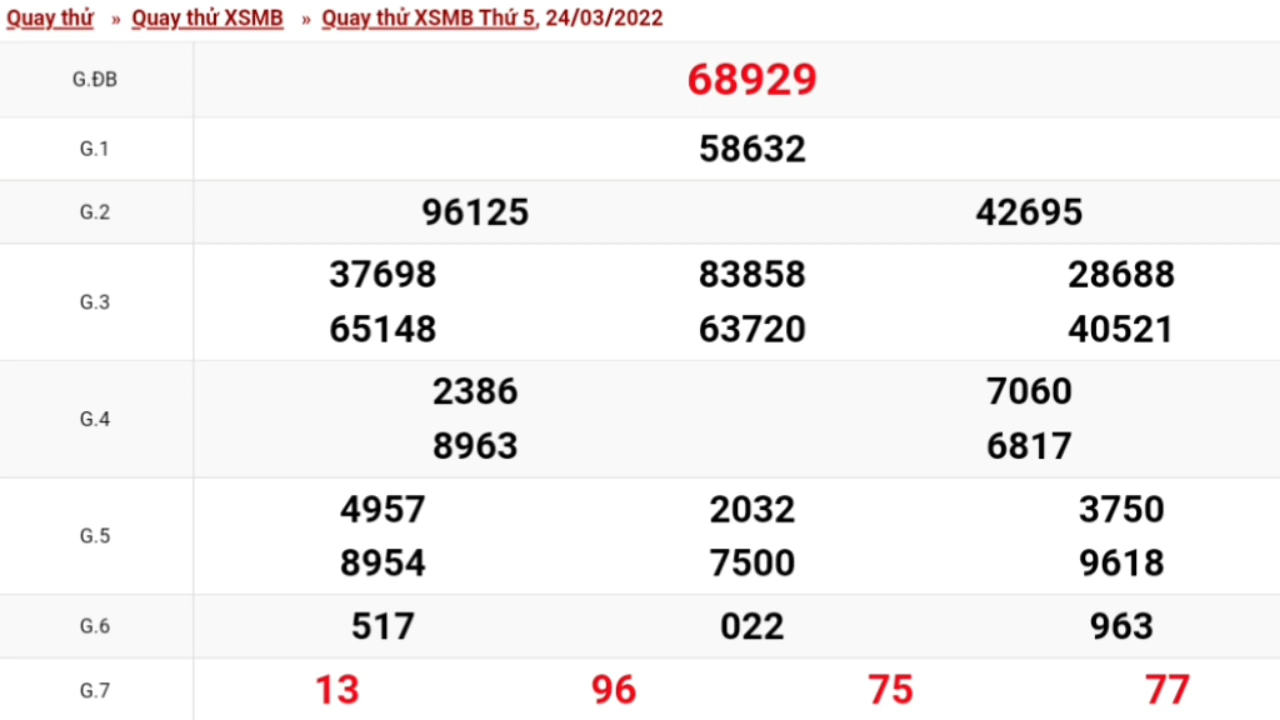 Quay thử » Quay thử XSMB » Quay thử XSMB Thứ 5, 24/03/2022
G.ĐB 68929
G.1 58632
G.2 96125 42695
G.3 37698 83858 28688
65148 63720 40521
G.4 2386 7060
8963 6817
G.5 4957 2032 3750
8954 7500 9618
G.6 517 022 963
G.7 13 96 75 77